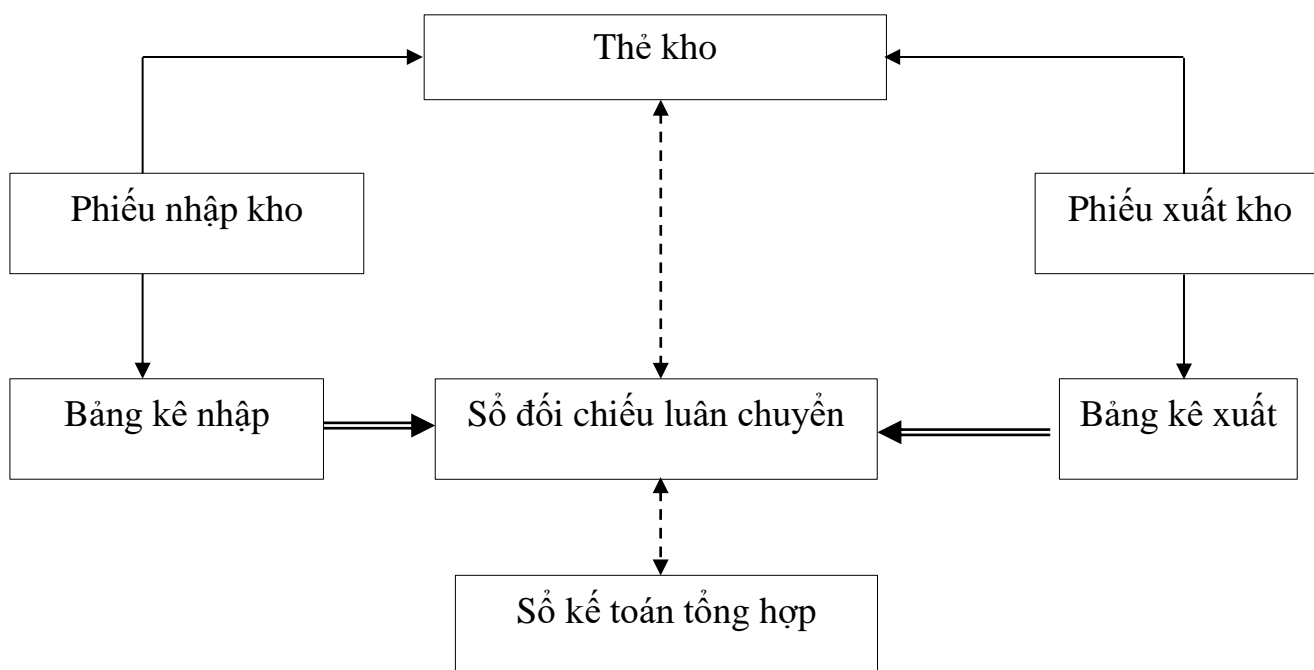 Thẻ kho
Phiếu nhập kho
Phiếu xuất kho
Bảng kê nhập
Sổ đối chiếu luân chuyển
Bảng kê xuất
Sổ kế toán tổng hợp